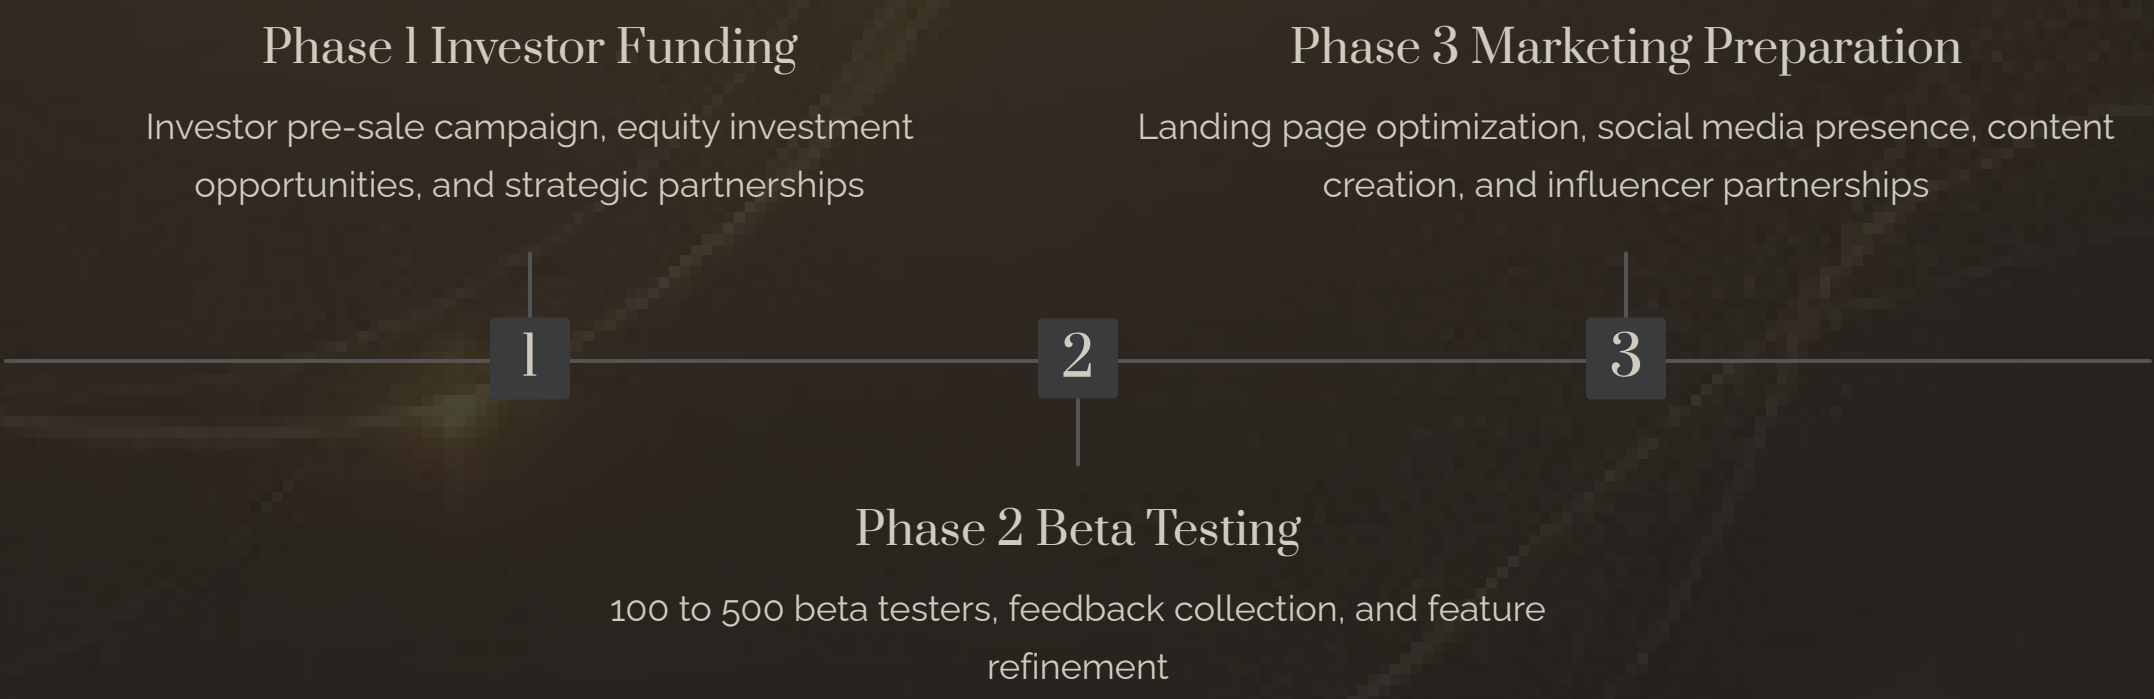 Phase 1 Investor Funding
Investor pre-sale campaign, equity investment
opportunities, and strategic partnerships
Phase 3 Marketing Preparation
Landing page optimization, social media presence, content
creation, and influencer partnerships
1
2
3
Phase 2 Beta Testing
100 to 500 beta testers, feedback collection, and feature
refinement